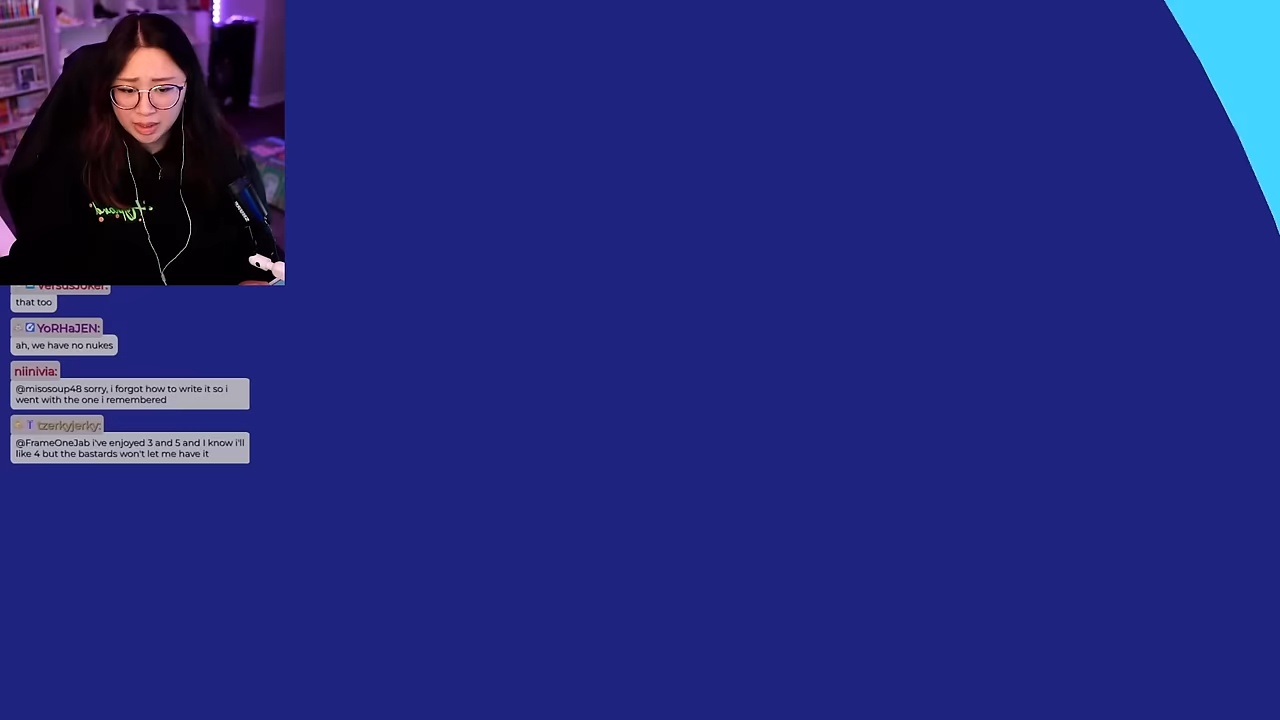 VersusJoker:
that too
YoRHaJEN:
ah, we have no nukes
niinivia:
@misosoup48 sorry, i forgot how to write it so i
went with the one i remembered
tzerkyjerky:
@FrameOneJab i've enjoyed 3 and 5 and I know i'll
like 4 but the bastards won't let me have it